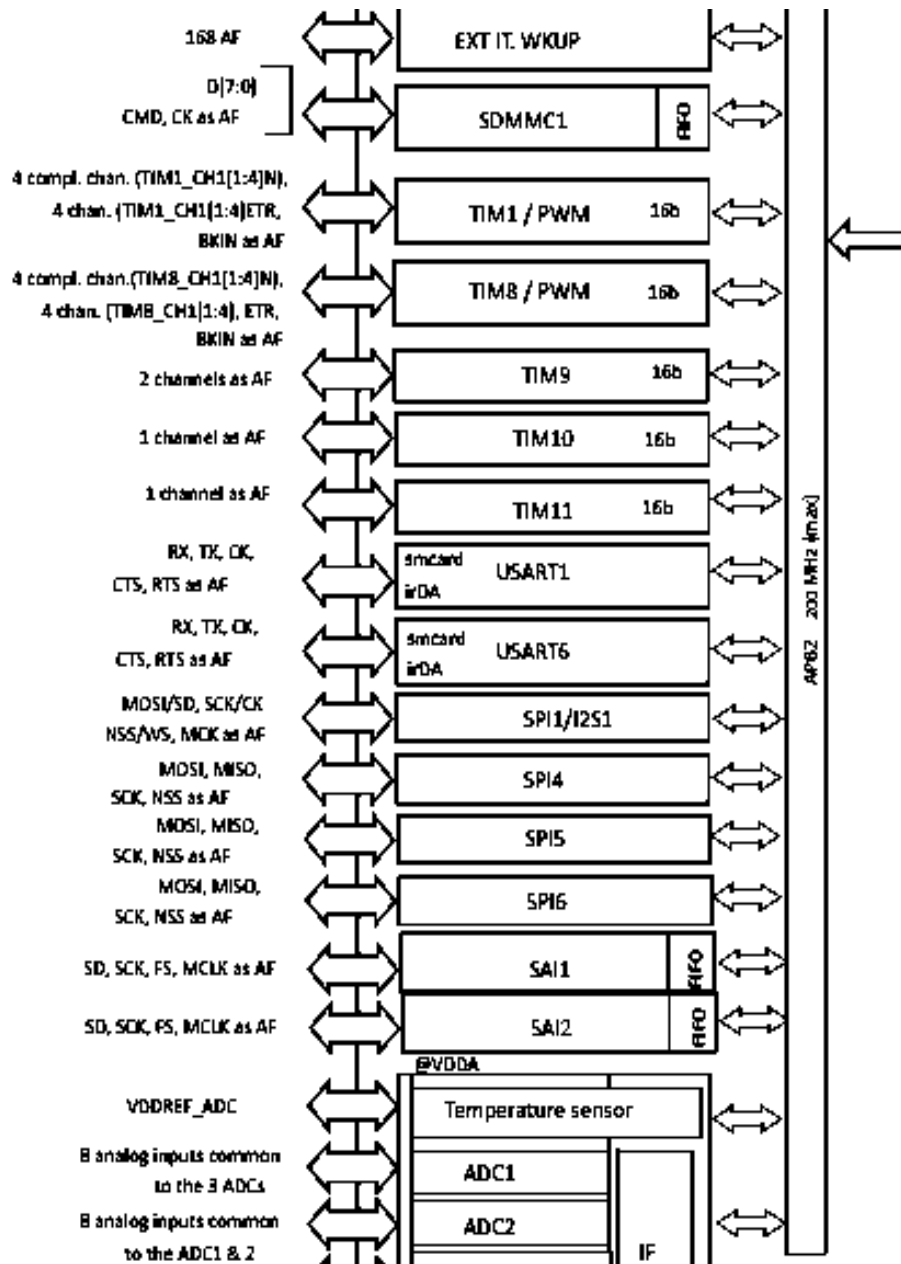 168 AF
EXT IT. WKUP
D[7:0]
CMD, CK as AF
SDMMC1
FIFO
4 compl. chan. (TIM1_CH1[1:4]N),
4 chan. (TIM1_CH1[1:4]ETR,
BKIN as AF
TIM1 / PWM
16b
4 compl. chan.(TIM8_CH1[1:4]N),
4 chan. (TIM8_CH1[1:4], ETR,
BKIN as AF
TIM8 / PWM
16b
2 channels as AF
TIM9
16b
1 channel as AF
TIM10
16b
1 channel as AF
TIM11
16b
RX, TX, CK,
CTS, RTS as AF
smcard
irDA
USART1
RX, TX, CK,
CTS, RTS as AF
smcard
irDA
USART6
APB2 200 MHz (max)
MOSI/SD, SCK/CK
NSS/WS, MCK as AF
SPI1/I2S1
MOSI, MISO,
SCK, NSS as AF
SPI4
MOSI, MISO,
SCK, NSS as AF
SPI5
MOSI, MISO,
SCK, NSS as AF
SPI6
SD, SCK, FS, MCLK as AF
SAI1
FIFO
SD, SCK, FS, MCLK as AF
SAI2
FIFO
@VDDA
VDDREF_ADC
Temperature sensor
8 analog inputs common
to the 3 ADCs
ADC1
8 analog inputs common
to the ADC1 & 2
ADC2
IF